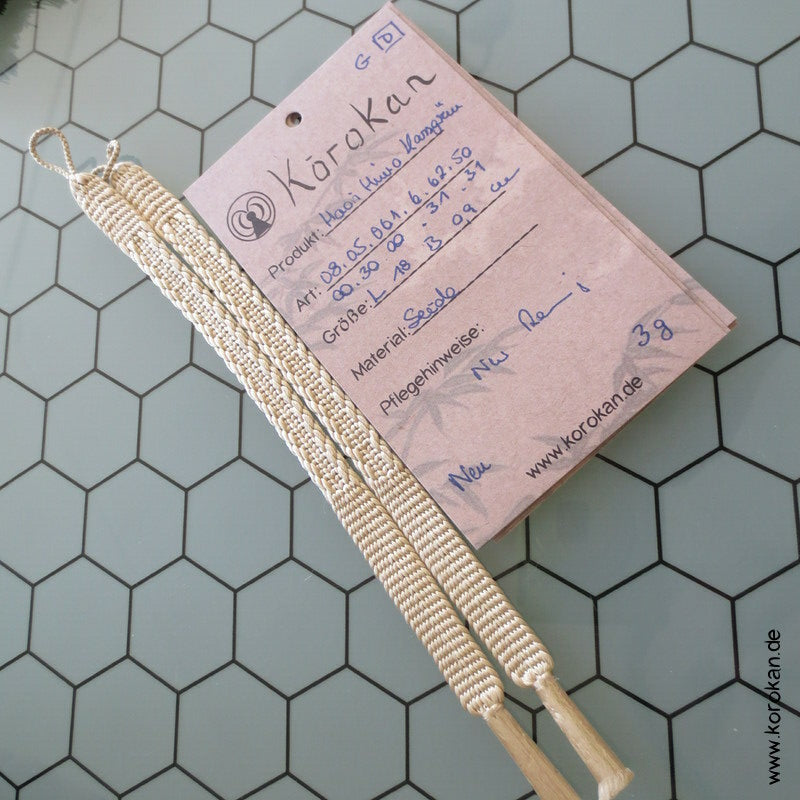 G D
KōroKan
Produkt: Haori Himo
Art: 08.05.061.6.62.50
00.30 00 - 31.31
Größe: L 18 B 0,9 cm
Material: Seide
Pflegehinweise:
3g
Neu
www.korokan.de
www.korokan.de